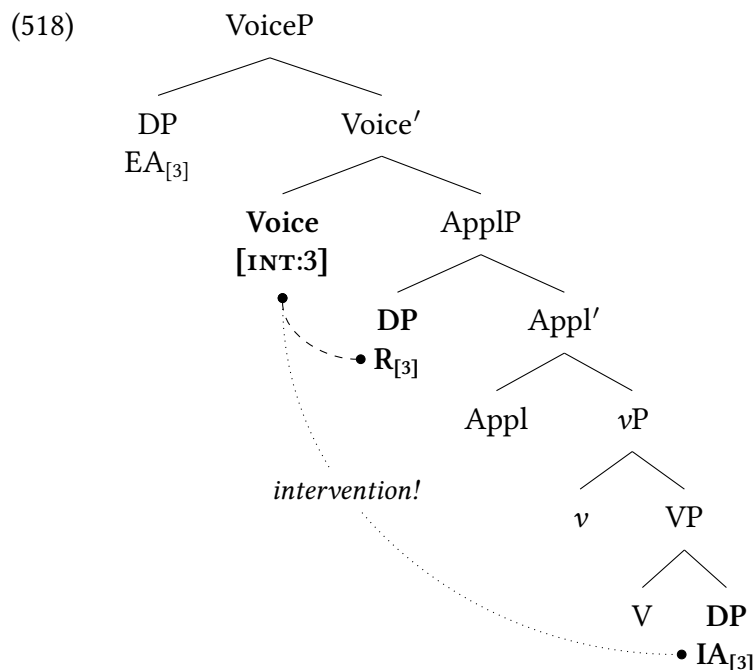 (518) VoiceP
DP Voice′
EA[3]
Voice ApplP
[INT:3]
DP Appl′
R[3]
Appl vP
intervention!
v VP
V DP
IA[3]